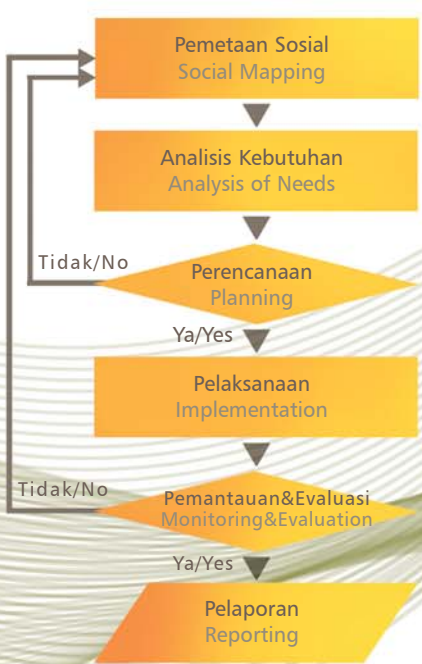 Pemetaan Sosial
Social Mapping
Analisis Kebutuhan
Analysis of Needs
Tidak/No
Perencanaan
Planning
Ya/Yes
Pelaksanaan
Implementation
Tidak/No
Pemantauan&Evaluasi
Monitoring&Evaluation
Ya/Yes
Pelaporan
Reporting